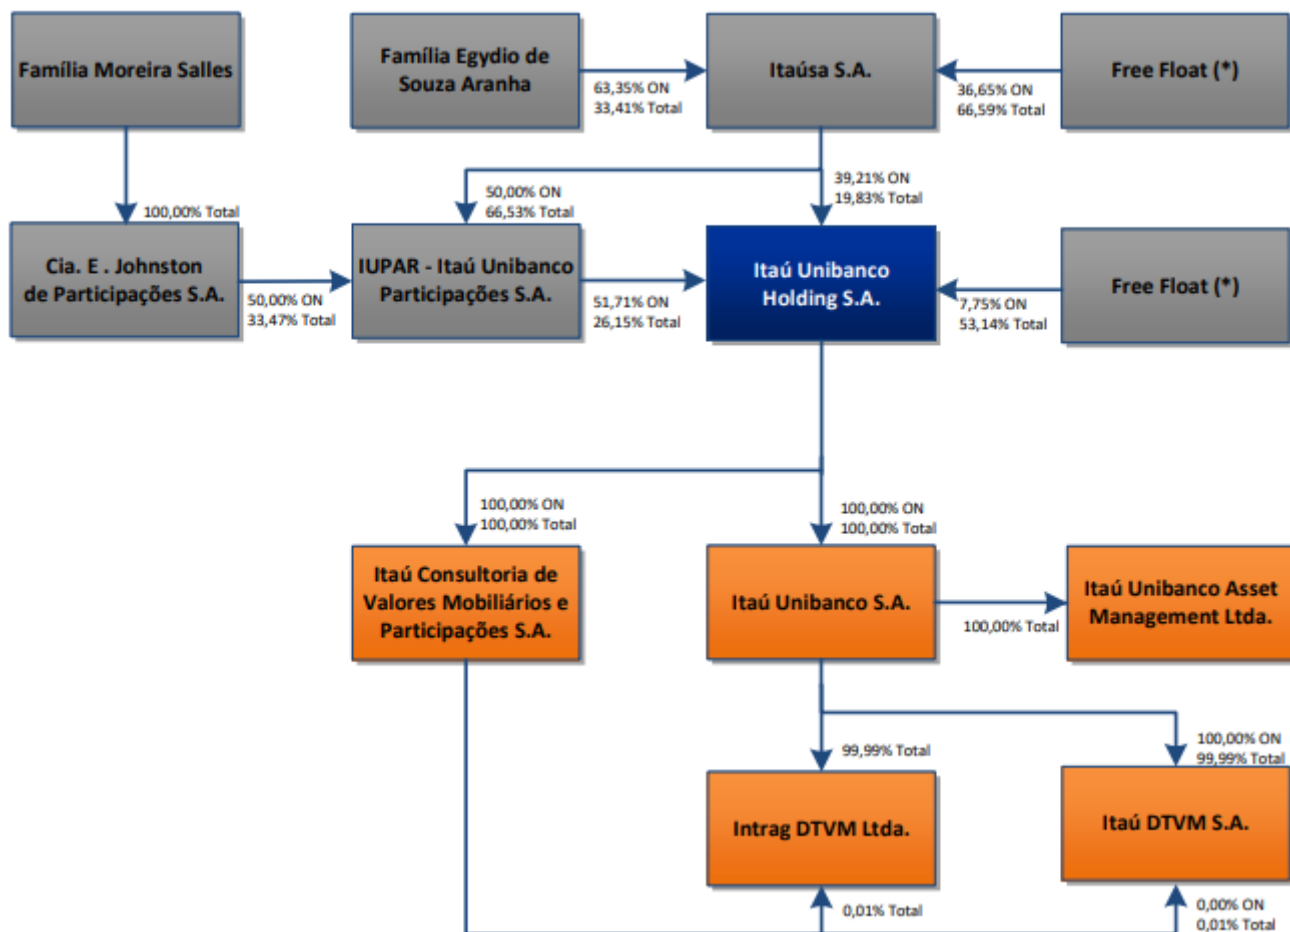 Família Moreira Salles
Família Egydio de
Souza Aranha
63,35% ON
33,41% Total
Itaúsa S.A.
36,65% ON
66,59% Total
Free Float (*)
100,00% Total
50,00% ON
66,53% Total
39,21% ON
19,83% Total
Cia. E . Johnston
de Participações S.A.
50,00% ON
33,47% Total
IUPAR - Itaú Unibanco
Participações S.A.
51,71% ON
26,15% Total
Itaú Unibanco
Holding S.A.
7,75% ON
53,14% Total
Free Float (*)
100,00% ON
100,00% Total
100,00% ON
100,00% Total
Itaú Consultoria de
Valores Mobiliários e
Participações S.A.
Itaú Unibanco S.A.
100,00% Total
Itaú Unibanco Asset
Management Ltda.
99,99% Total
100,00% ON
99,99% Total
Intrag DTVM Ltda.
Itaú DTVM S.A.
0,01% Total
0,00% ON
0,01% Total